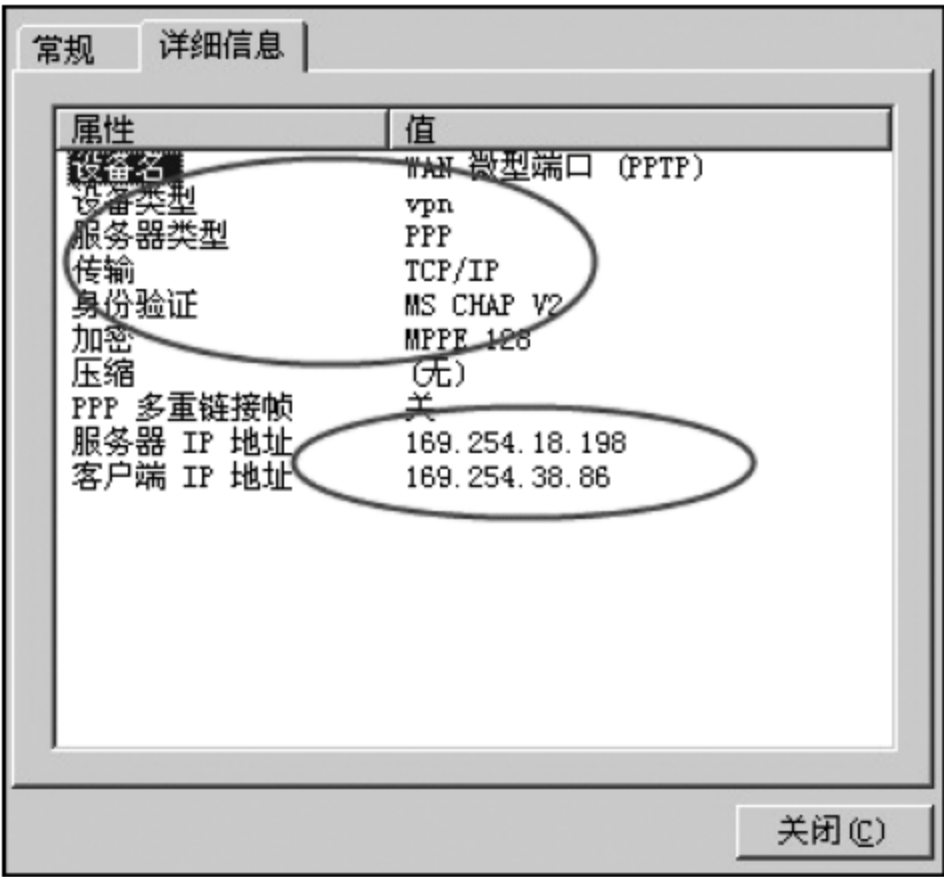 常规 详细信息
属性 值
设备名 WAN 微型端口 (PPTP)
设备类型 vpn
服务器类型 PPP
传输 TCP/IP
身份验证 MS CHAP V2
加密 MPPE 128
压缩 (无)
PPP 多重链接帧 关
服务器 IP 地址 169.254.18.198
客户端 IP 地址 169.254.38.86
关闭(C)